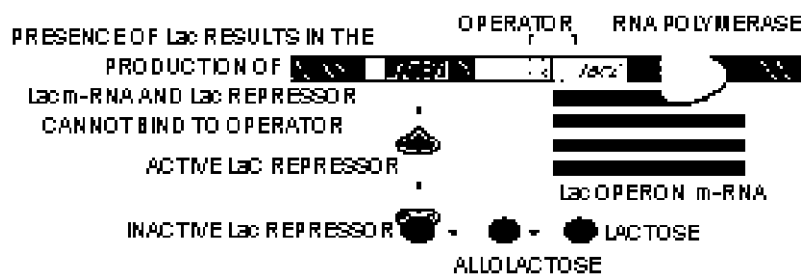 OPERATOR RNA POLYMERASE
PRESENCE OF Lac RESULTS IN THE
PRODUCTION OF
Lac m-RNA AND Lac REPRESSOR
CANNOT BIND TO OPERATOR
ACTIVE LaC REPRESSOR
Lac OPERON m-RNA
INACTIVE Lac REPRESSOR
LACTOSE
ALLOLACTOSE